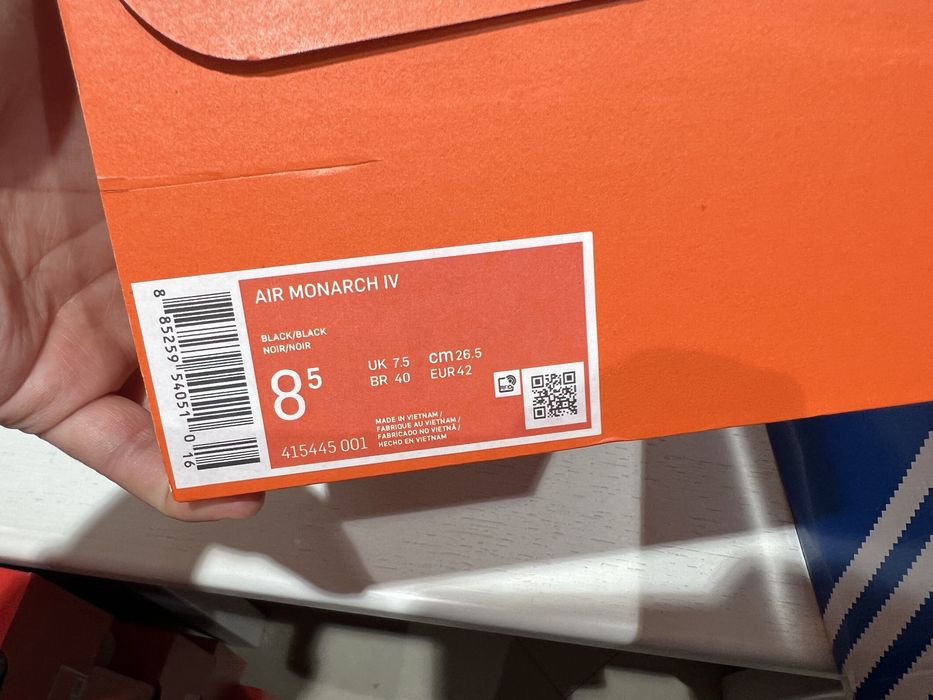 AIR MONARCH IV
BLACK/BLACK
NOIR/NOIR
8 5
UK 7.5
BR 40
cm 26.5
EUR 42
415445 001
MADE IN VIETNAM /
FABRIQUE AU VIETNAM /
FABRICADO NO VIETNÃ /
HECHO EN VIETNAM
8 85259 54051 0 16